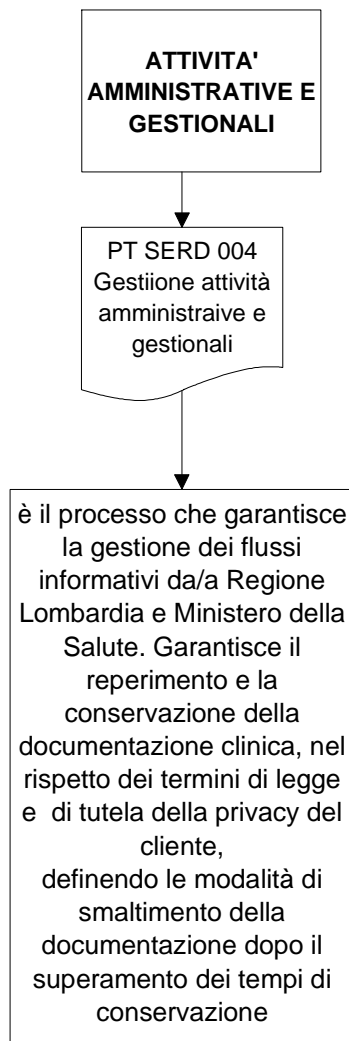 ATTIVITA'
AMMINISTRATIVE E
GESTIONALI
PT SERD 004
Gestiione attività
amministraive e
gestionali
è il processo che garantisce
la gestione dei flussi
informativi da/a Regione
Lombardia e Ministero della
Salute. Garantisce il
reperimento e la
conservazione della
documentazione clinica, nel
rispetto dei termini di legge
e  di tutela della privacy del
cliente,
definendo le modalità di
smaltimento della
documentazione dopo il
superamento dei tempi di
conservazione